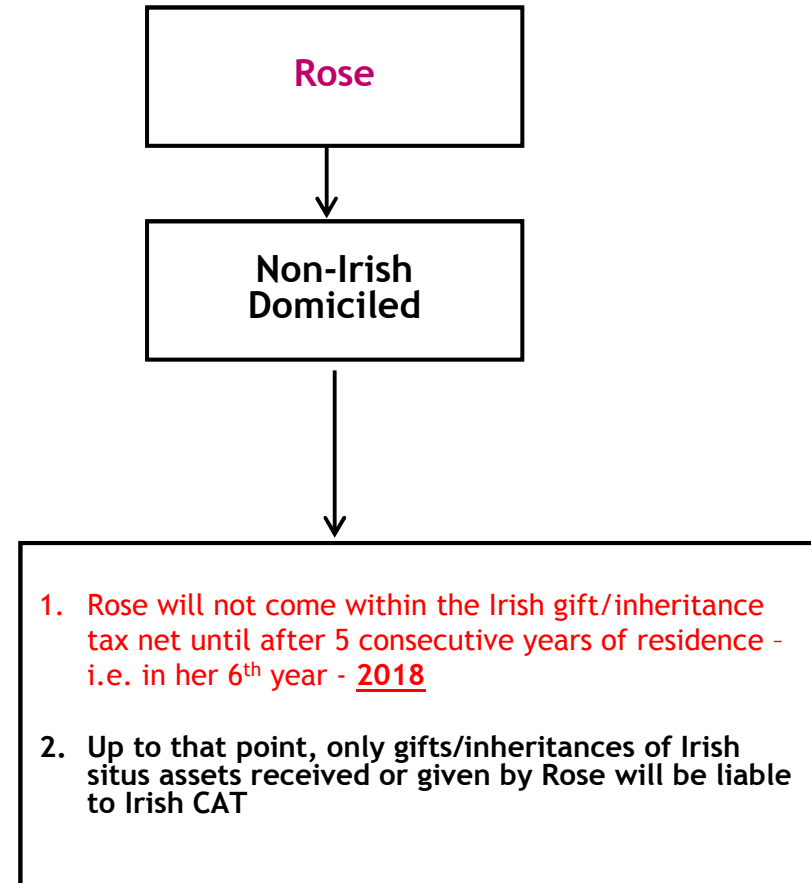 Rose
Non-Irish
Domiciled
1. Rose will not come within the Irish gift/inheritance
tax net until after 5 consecutive years of residence –
i.e. in her 6th year - 2018
2. Up to that point, only gifts/inheritances of Irish
situs assets received or given by Rose will be liable
to Irish CAT